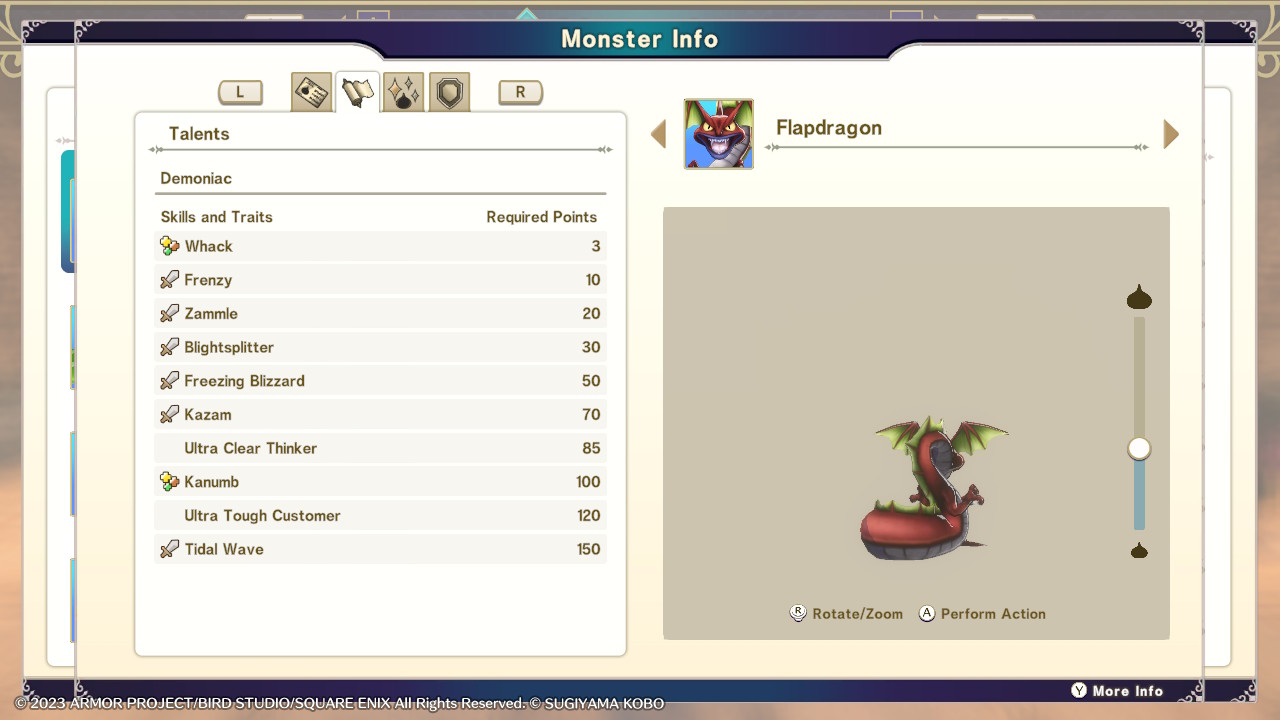 Monster Info
L
R
Talents
Demoniac
Skills and Traits Required Points
Whack 3
Frenzy 10
Zammle 20
Blightsplitter 30
Freezing Blizzard 50
Kazam 70
Ultra Clear Thinker 85
Kanumb 100
Ultra Tough Customer 120
Tidal Wave 150
Flapdragon
R Rotate/Zoom A Perform Action
Y More Info
© 2023 ARMOR PROJECT/BIRD STUDIO/SQUARE ENIX All Rights Reserved. © SUGIYAMA KOBO